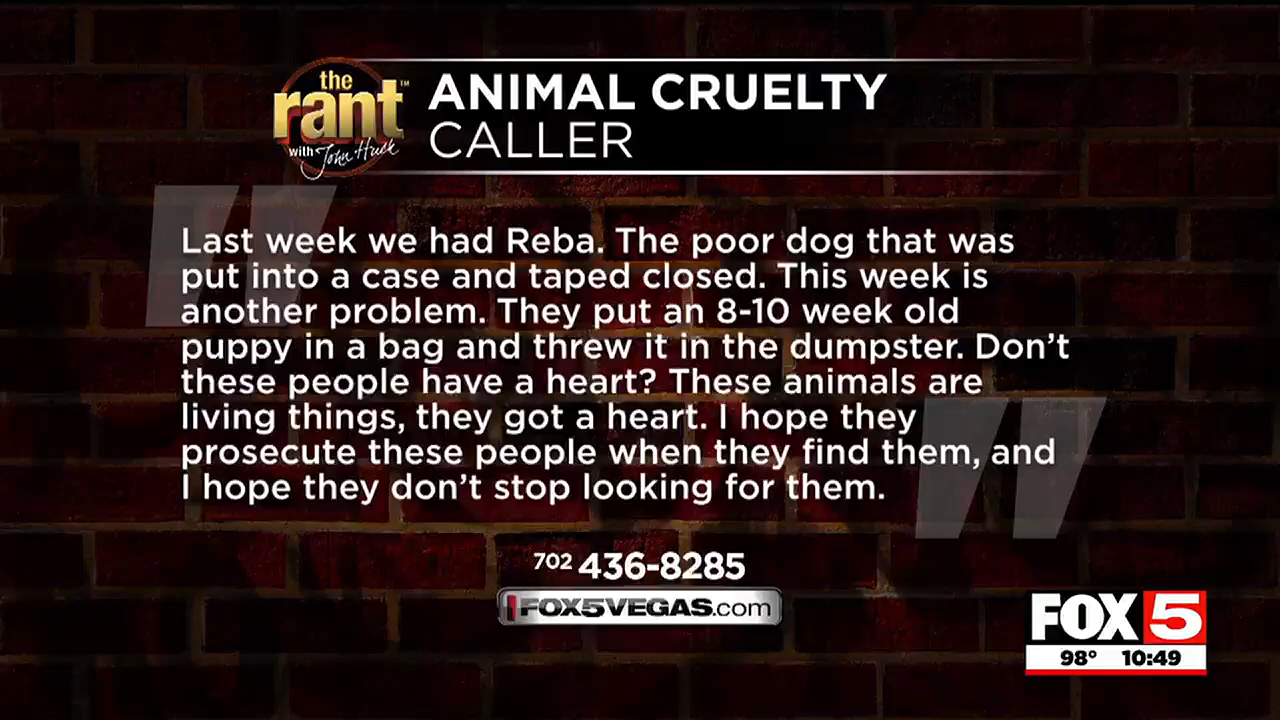 the
rant™
with John Huck
ANIMAL CRUELTY
CALLER
Last week we had Reba. The poor dog that was
put into a case and taped closed. This week is
another problem. They put an 8-10 week old
puppy in a bag and threw it in the dumpster. Don't
these people have a heart? These animals are
living things, they got a heart. I hope they
prosecute these people when they find them, and
I hope they don't stop looking for them.
702 436-8285
FOX5VEGAS.com
FOX 5
98° 10:49